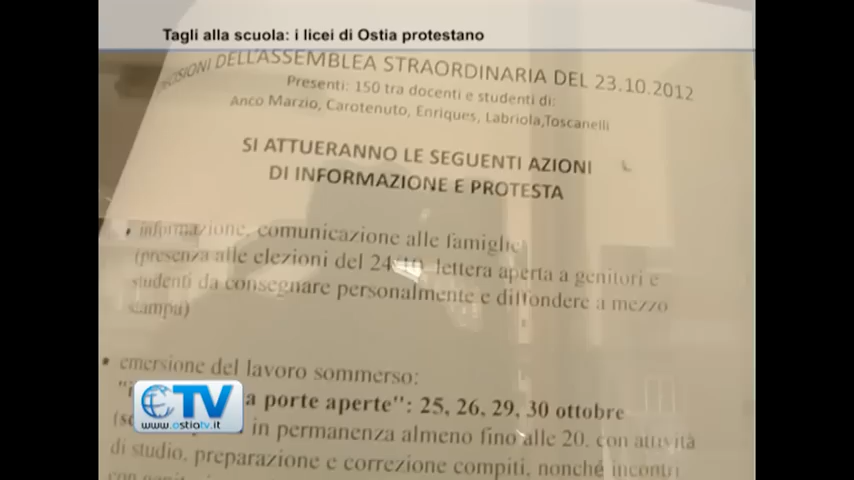 Tagli alla scuola: i licei di Ostia protestano
DELL'ASSEMBLEA STRAORDINARIA DEL 23.10.2012
Presenti: 150 tra docenti e studenti di:
Anco Marzio, Carotenuto, Enriques, Labriola,Toscanelli
SI ATTUERANNO LE SEGUENTI AZIONI
DI INFORMAZIONE E PROTESTA
• informazione, comunicazione alle famiglie
(presenza alle elezioni del 24 lettera aperta a genitori e
studenti da consegnare personalmente e diffondere a mezzo
stampa)
• emersione del lavoro sommerso:
a porte aperte": 25, 26, 29, 30 ottobre
in permanenza almeno fino alle 20, con attività
di studio, preparazione e correzione compiti, nonché incontri
TV
www.ostiatv.it